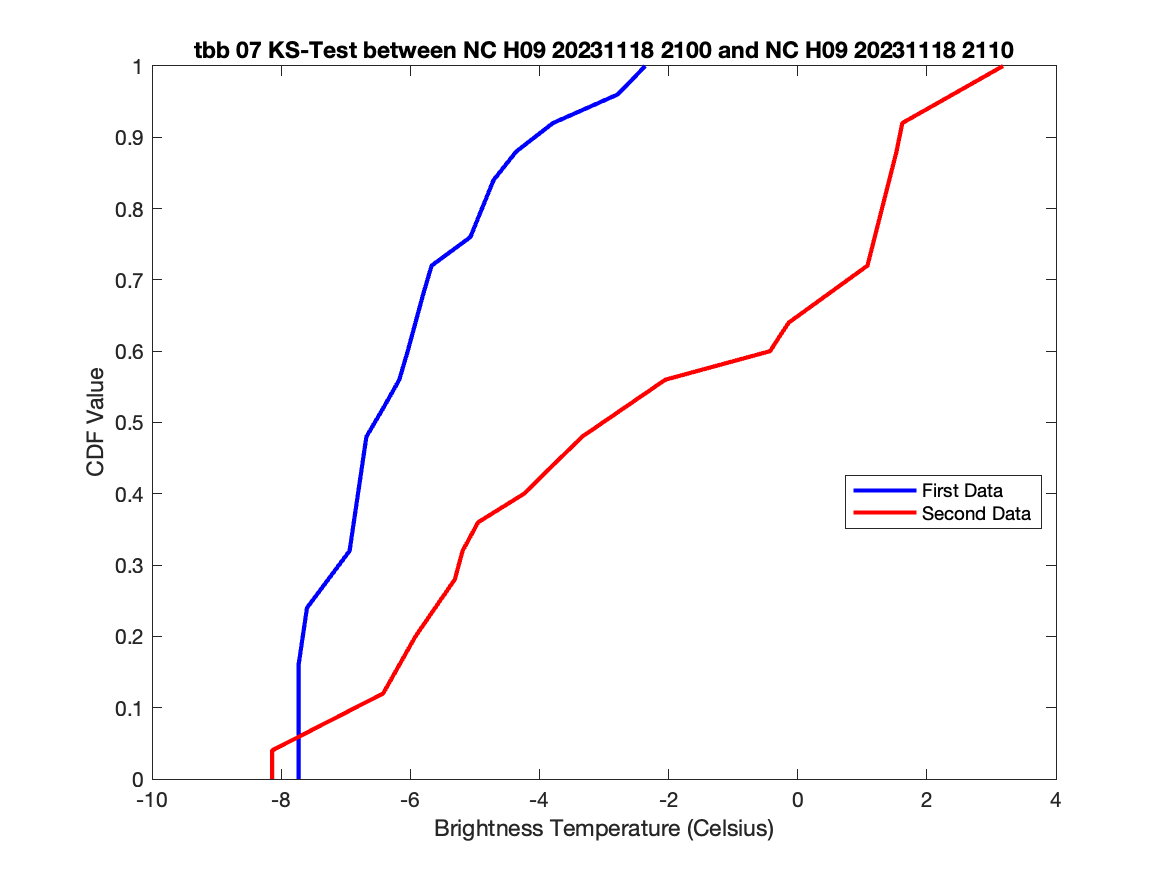 tbb 07 KS-Test between NC H09 20231118 2100 and NC H09 20231118 2110
1
0.9
0.8
0.7
0.6
0.5
0.4
0.3
0.2
0.1
0
CDF Value
First Data
Second Data
-10 -8 -6 -4 -2 0 2 4
Brightness Temperature (Celsius)